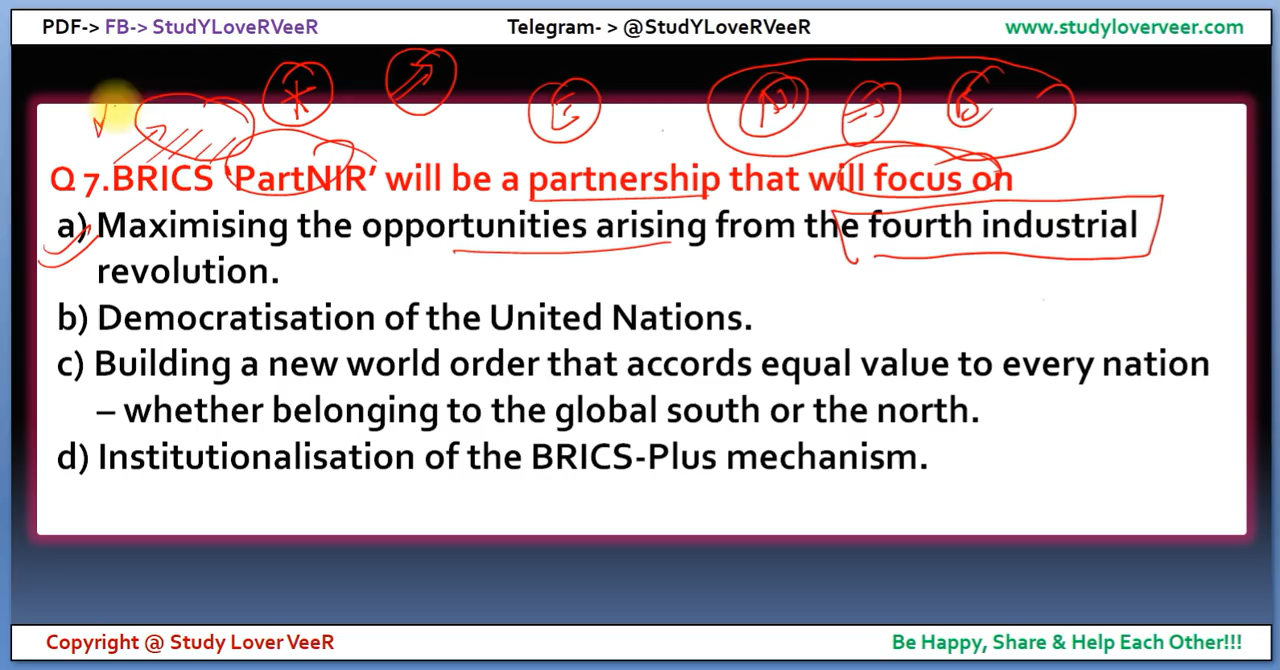 PDF-> FB-> StudYLoveRVeeR Telegram- > @StudYLoveRVeeR www.studyloverveer.com
Q 7.BRICS ‘PartNIR’ will be a partnership that will focus on
a) Maximising the opportunities arising from the fourth industrial
revolution.
b) Democratisation of the United Nations.
c) Building a new world order that accords equal value to every nation
– whether belonging to the global south or the north.
d) Institutionalisation of the BRICS-Plus mechanism.
Copyright @ Study Lover VeeR Be Happy, Share & Help Each Other!!!